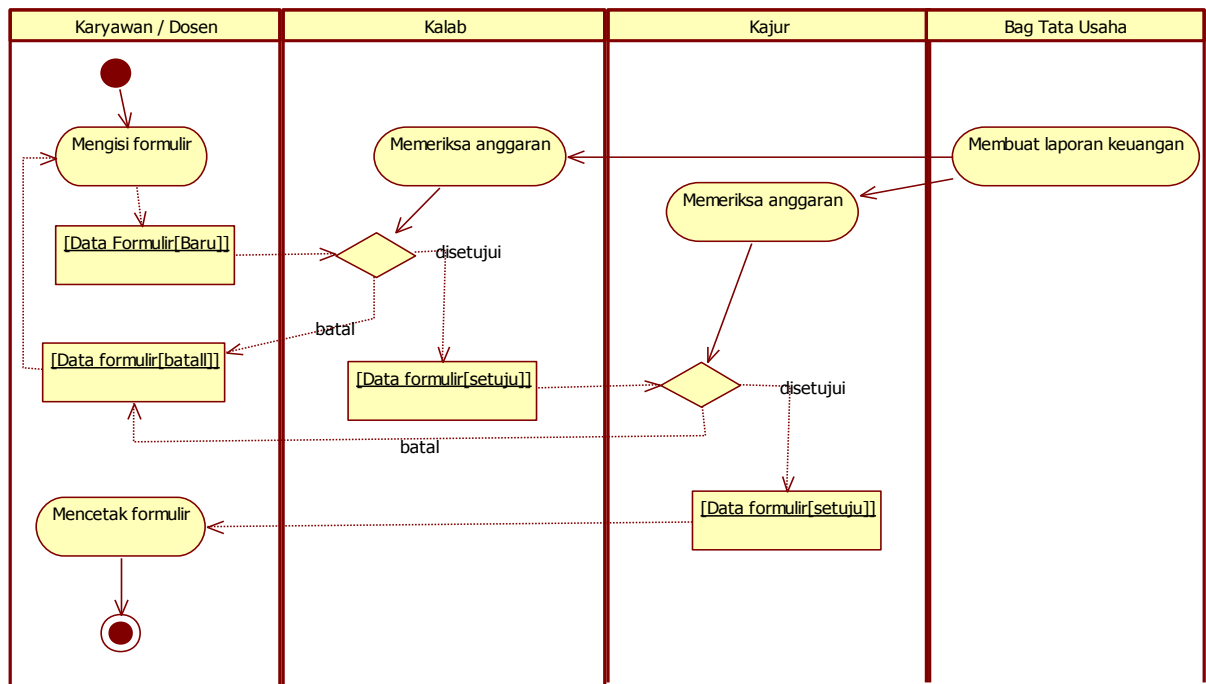 Karyawan / Dosen
Kalab
Kajur
Bag Tata Usaha
Mengisi formulir
Memeriksa anggaran
Membuat laporan keuangan
Memeriksa anggaran
[Data Formulir[Baru]]
disetujui
batal
[Data formulir[batall]]
[Data formulir[setuju]]
disetujui
batal
Mencetak formulir
[Data formulir[setuju]]